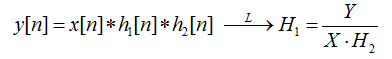 y[n] = x[n] * h₁[n] * h₂[n] —L→ H₁ = Y / (X · H₂)